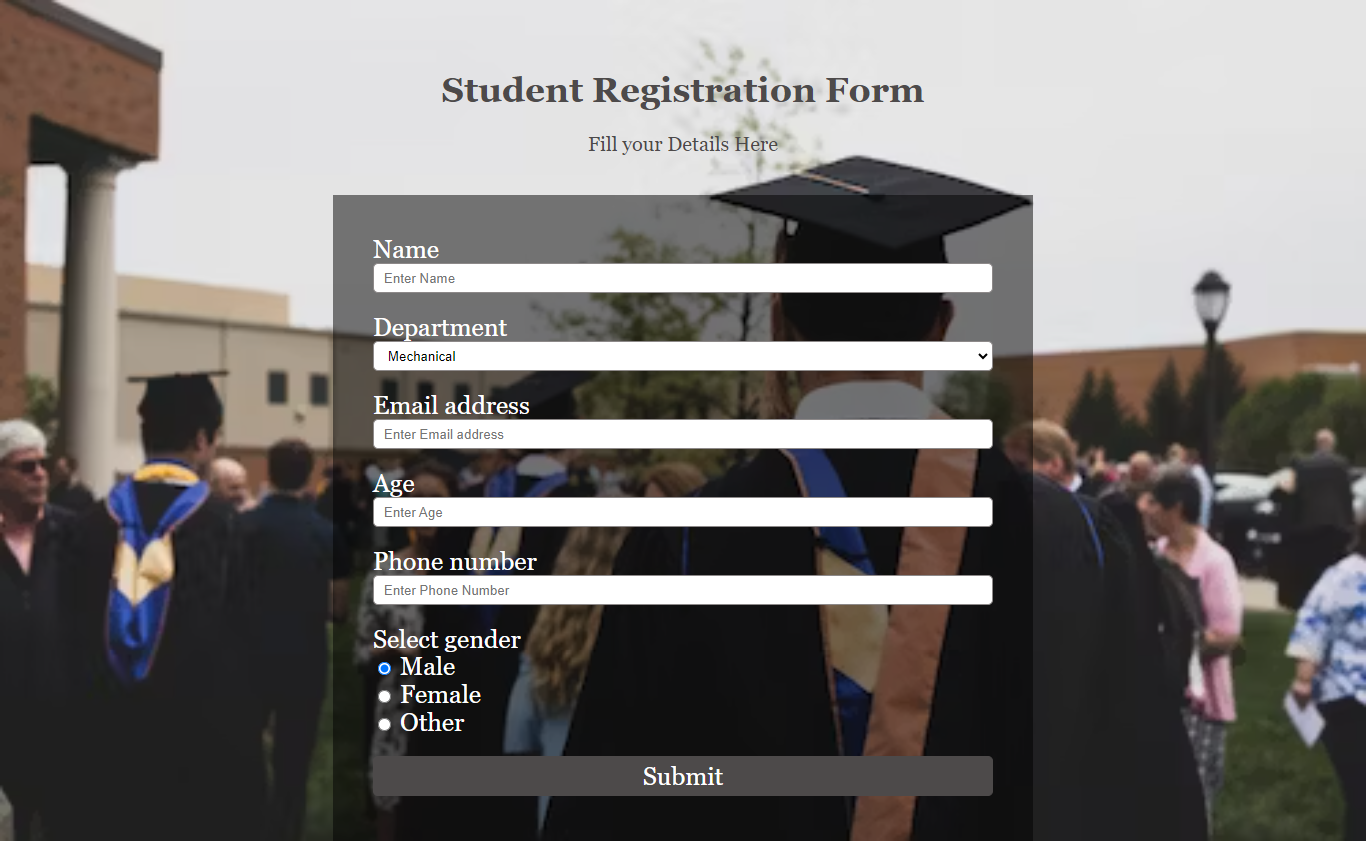 Student Registration Form
Fill your Details Here
Name
Enter Name
Department
Mechanical
Email address
Enter Email address
Age
Enter Age
Phone number
Enter Phone Number
Select gender
Male
Female
Other
Submit